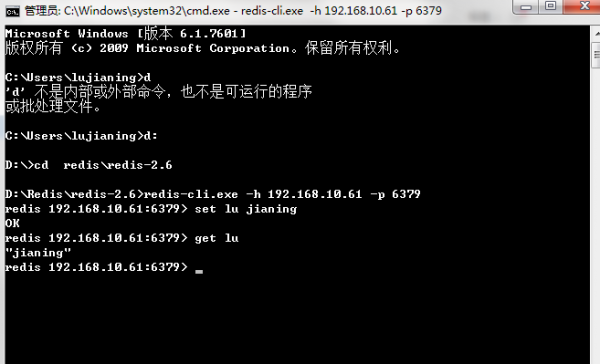 管理员: C:\Windows\system32\cmd.exe - redis-cli.exe -h 192.168.10.61 -p 6379
Microsoft Windows [版本 6.1.7601]
版权所有 (c) 2009 Microsoft Corporation。保留所有权利。
C:\Users\lujianing>d
'd' 不是内部或外部命令，也不是可运行的程序
或批处理文件。
C:\Users\lujianing>d:
D:\>cd  redis\redis-2.6
D:\Redis\redis-2.6>redis-cli.exe -h 192.168.10.61 -p 6379
redis 192.168.10.61:6379> set lu jianing
OK
redis 192.168.10.61:6379> get lu
"jianing"
redis 192.168.10.61:6379> _